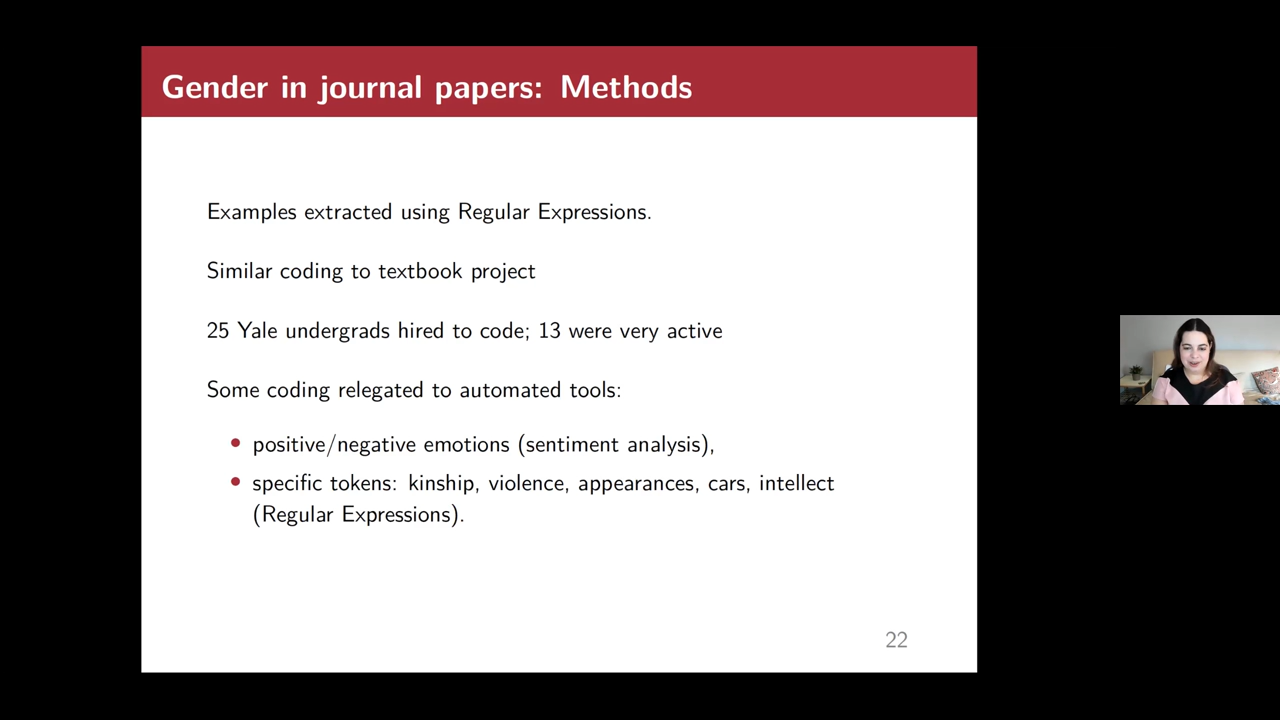 Gender in journal papers: Methods
Examples extracted using Regular Expressions.
Similar coding to textbook project
25 Yale undergrads hired to code; 13 were very active
Some coding relegated to automated tools:
• positive/negative emotions (sentiment analysis),
• specific tokens: kinship, violence, appearances, cars, intellect
(Regular Expressions).
22